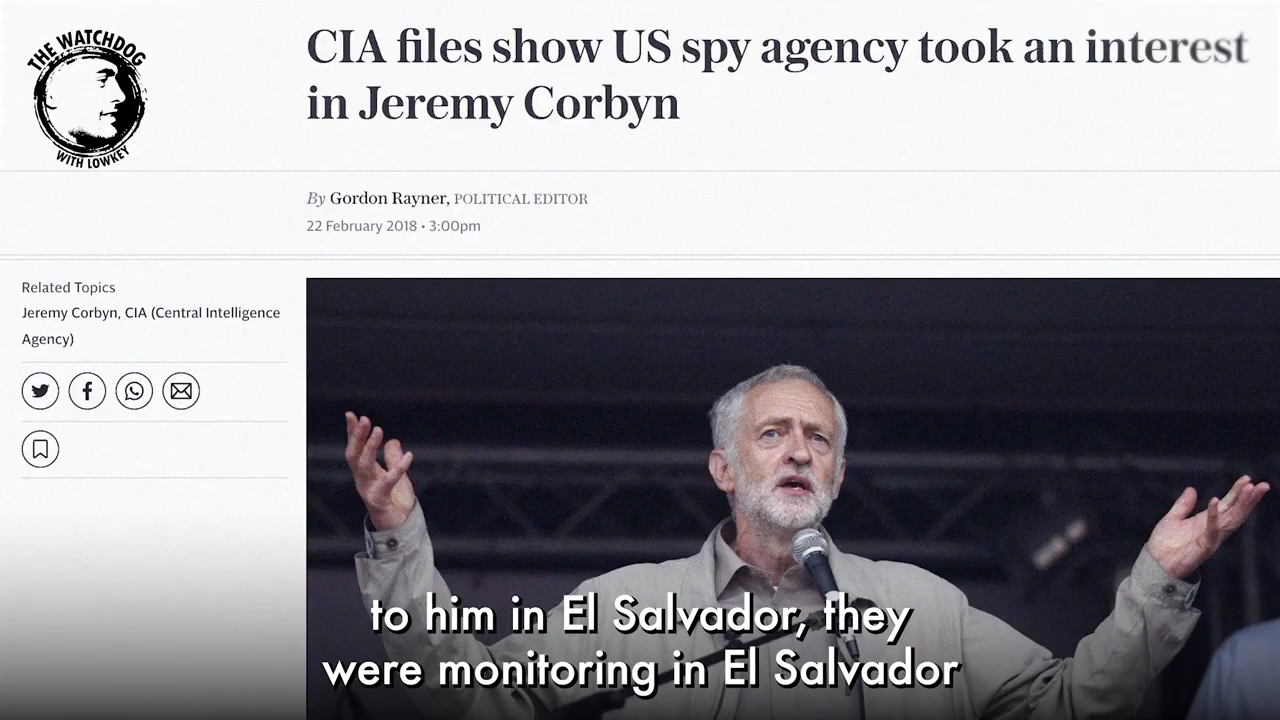 THE WATCHDOG
WITH LOWKEY
CIA files show US spy agency took an interest
in Jeremy Corbyn
By Gordon Rayner, POLITICAL EDITOR
22 February 2018 • 3:00pm
Related Topics
Jeremy Corbyn, CIA (Central Intelligence
Agency)
to him in El Salvador, they
were monitoring in El Salvador